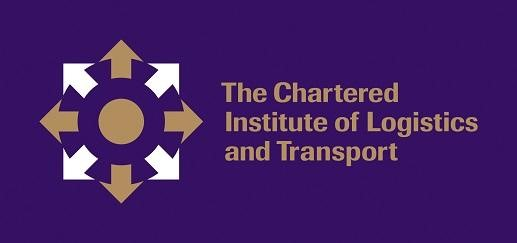 The Chartered
Institute of Logistics
and Transport